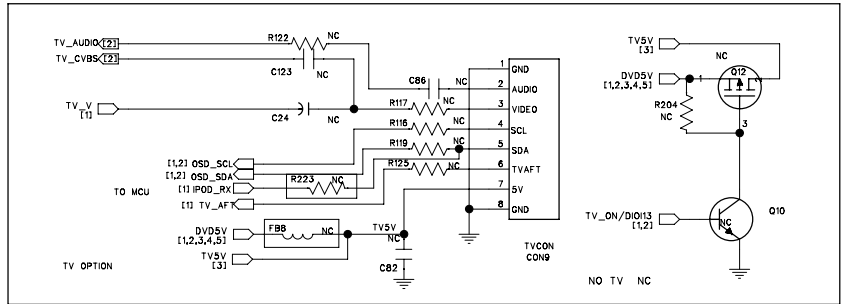 TV_AUDIO [2]
R122
NC
TV_CVBS [2]
C123
NC
TV_V
[1]
C24
NC
C86
NC
R117
NC
R116
NC
R119
NC
R125
NC
[1,2] OSD_SCL
[1,2] OSD_SDA
[1] IPOD_RX
R223
NC
TO MCU
[1] TV_AFT
DVD5V
[1,2,3,4,5]
FB8
NC
TV5V
NC
TV5V
[3]
C82
TV OPTION
1 GND
2 AUDIO
3 VIDEO
4 SCL
5 SDA
6 TVAFT
7 5V
8 GND
TVCON
CON9
TV5V
[3]
NC
DVD5V
[1,2,3,4,5]
1
Q12
2
R204
NC
3
TV_ON/DIO13
[1,2]
NC
Q10
NO TV NC